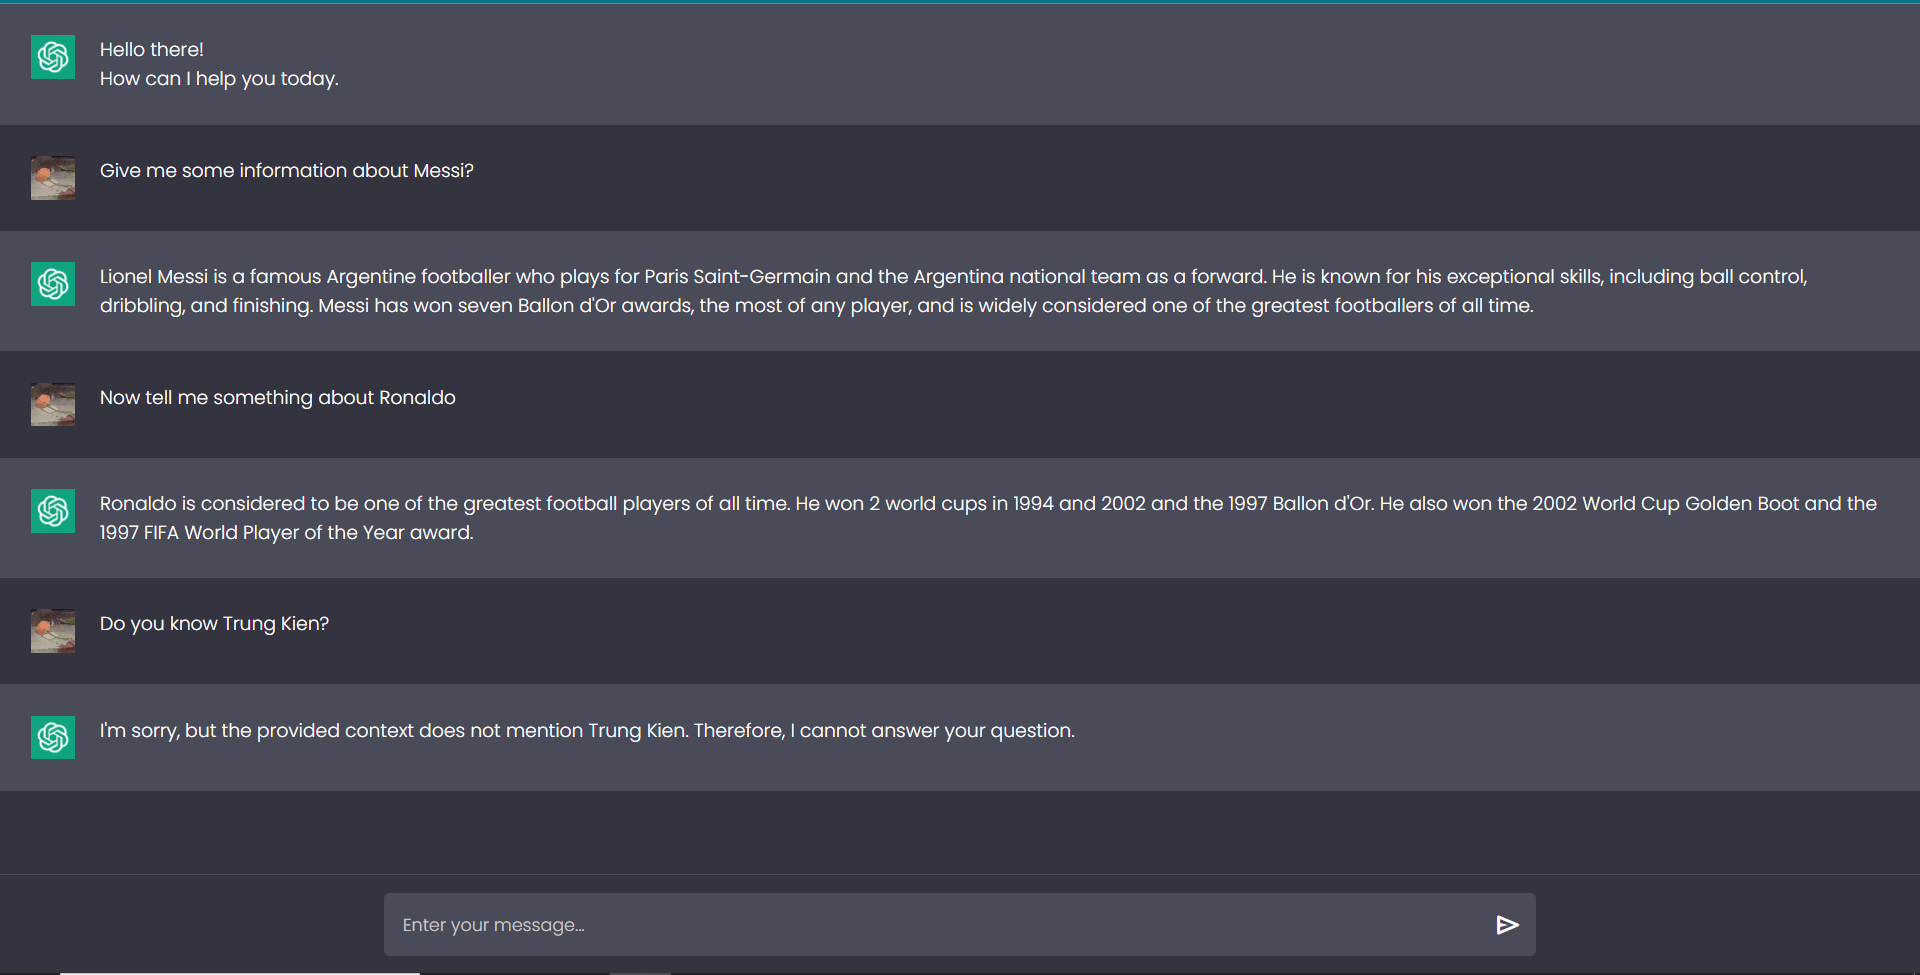 Hello there!
How can I help you today.
Give me some information about Messi?
Lionel Messi is a famous Argentine footballer who plays for Paris Saint-Germain and the Argentina national team as a forward. He is known for his exceptional skills, including ball control,
dribbling, and finishing. Messi has won seven Ballon d'Or awards, the most of any player, and is widely considered one of the greatest footballers of all time.
Now tell me something about Ronaldo
Ronaldo is considered to be one of the greatest football players of all time. He won 2 world cups in 1994 and 2002 and the 1997 Ballon d'Or. He also won the 2002 World Cup Golden Boot and the
1997 FIFA World Player of the Year award.
Do you know Trung Kien?
I'm sorry, but the provided context does not mention Trung Kien. Therefore, I cannot answer your question.
Enter your message...